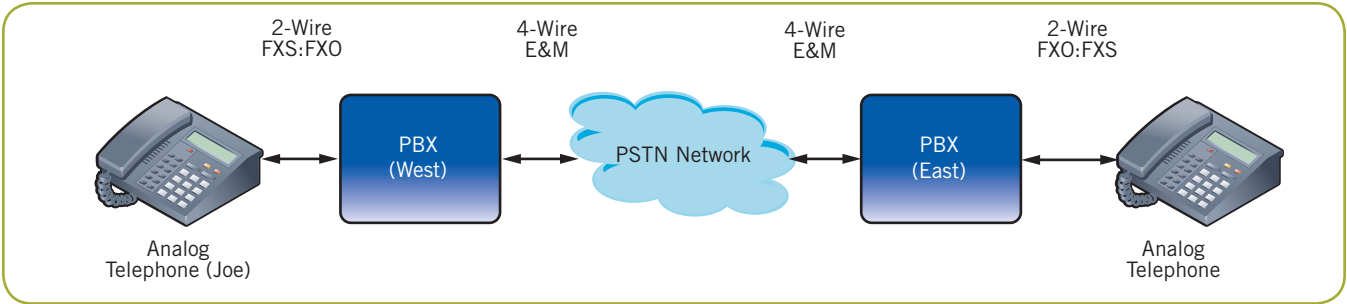 2-Wire
FXS:FXO
4-Wire
E&M
4-Wire
E&M
2-Wire
FXO:FXS
PBX
(West)
PSTN Network
PBX
(East)
Analog
Telephone (Joe)
Analog
Telephone